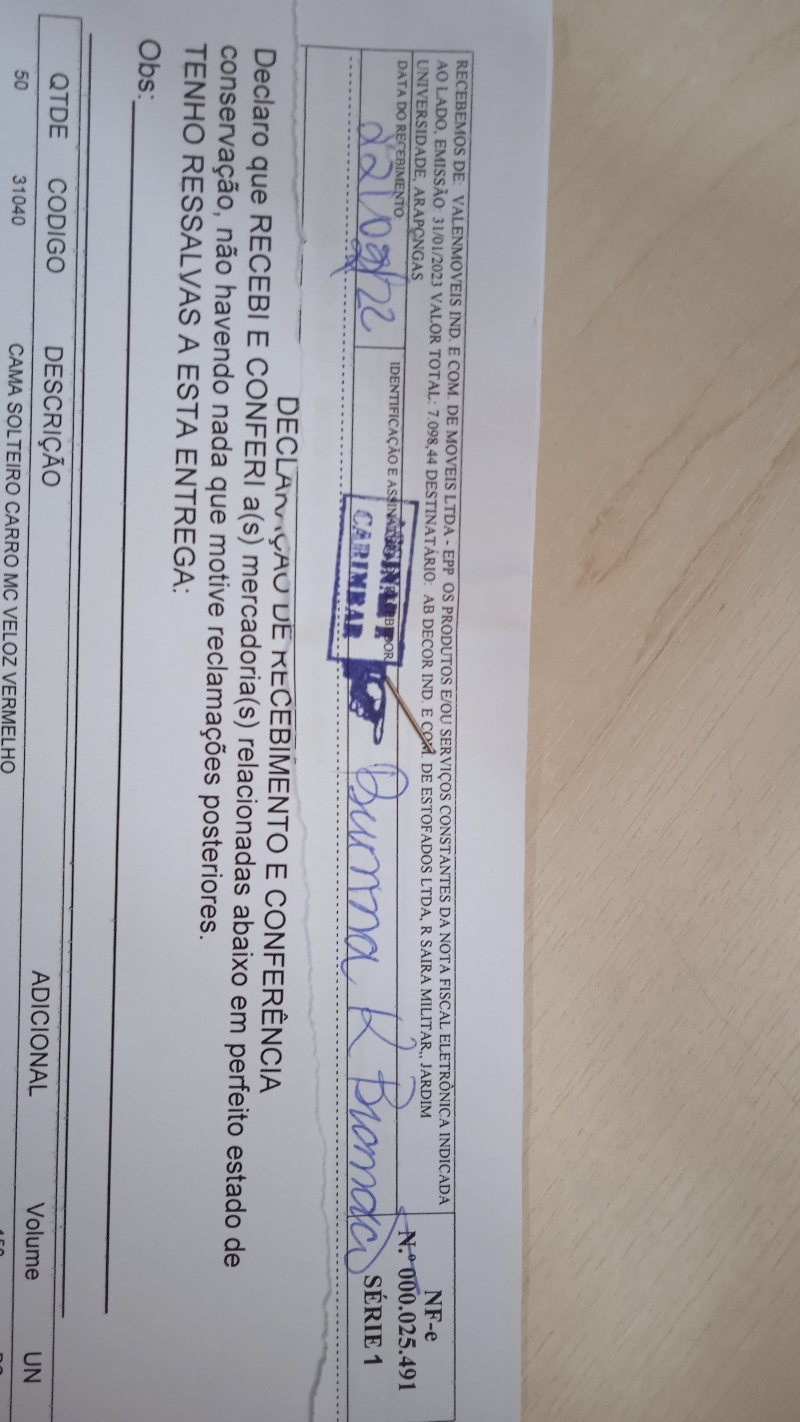 RECEBEMOS DE: VALENMOVEIS IND. E COM. DE MOVEIS LTDA - EPP OS PRODUTOS E/OU SERVIÇOS CONSTANTES DA NOTA FISCAL ELETRÔNICA INDICADA
AO LADO, EMISSÃO: 31/01/2023 VALOR TOTAL: 7.098,44 DESTINATÁRIO: AB DECOR IND. E COM. DE ESTOFADOS LTDA, R SAIRA MILITAR,, JARDIM
UNIVERSIDADE, ARAPONGAS
NF-e
N.º 000.025.491
SÉRIE 1
DATA DO RECEBIMENTO
IDENTIFICAÇÃO E ASSINATURA DO RECEBEDOR
22/09/22
ASSINAR E
CARIMBAR
Bruna K
DECLARAÇÃO DE RECEBIMENTO E CONFERÊNCIA
Declaro que RECEBI E CONFERI a(s) mercadoria(s) relacionadas abaixo em perfeito estado de
conservação, não havendo nada que motive reclamações posteriores.
TENHO RESSALVAS A ESTA ENTREGA:
Obs:
QTDE CODIGO DESCRIÇÃO ADICIONAL Volume UN
50 31040 CAMA SOLTEIRO CARRO MC VELOZ VERMELHO